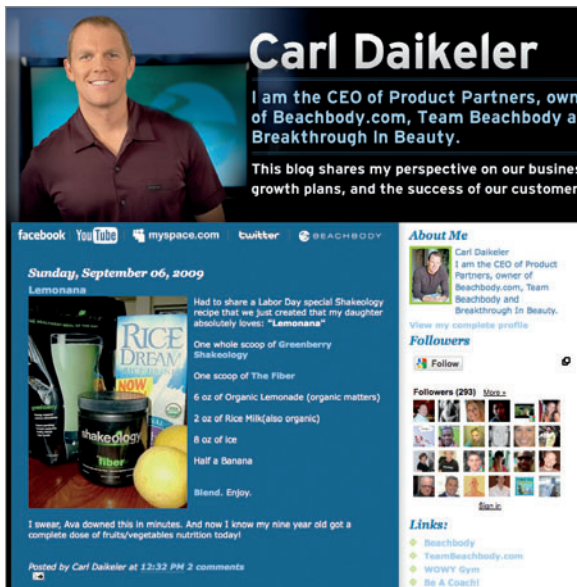 Carl Daikeler
I am the CEO of Product Partners, owne
of Beachbody.com, Team Beachbody a
Breakthrough In Beauty.
This blog shares my perspective on our busines
growth plans, and the success of our customer
facebook YouTube myspace.com twitter BEACHBODY
Sunday, September 06, 2009
Lemonana
RICE
DREAM
NOW
shakeology
fiber
Had to share a Labor Day special Shakeology
recipe that we just created that my daughter
absolutely loves: "Lemonana"
One whole scoop of Greenberry
Shakeology
One scoop of The Fiber
6 oz of Organic Lemonade (organic matters)
2 oz of Rice Milk(also organic)
8 oz of ice
Half a Banana
Blend. Enjoy.
I swear, Ava downed this in minutes. And now I know my nine year old got a
complete dose of fruits/vegetables nutrition today!
Posted by Carl Daikeler at 12:32 PM 2 comments
About Me
Carl Daikeler
I am the CEO of Product
Partners, owner of
Beachbody.com, Team
Beachbody and
Breakthrough In Beauty.
View my complete profile
Followers
Follow
Followers (293) More »
Sign in
Links:
Beachbody
TeamBeachbody.com
WOWY Gym
Be A Coach!